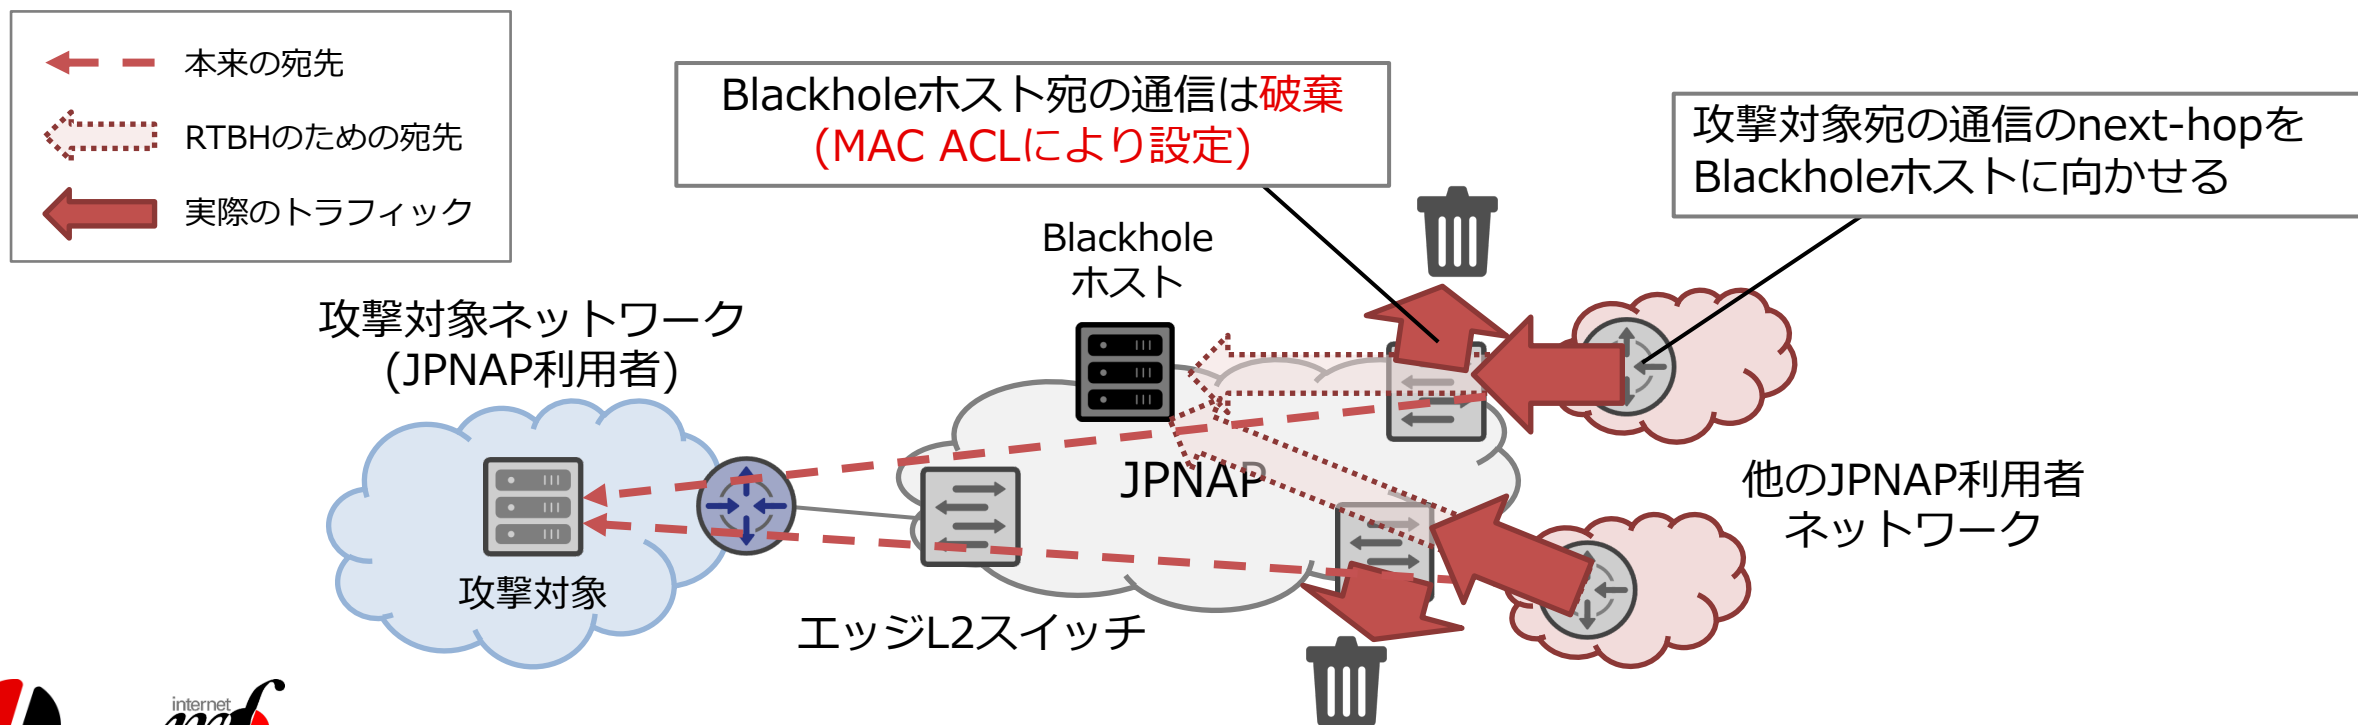 本来の宛先
RTBHのための宛先
実際のトラフィック
Blackholeホスト宛の通信は破棄
(MAC ACLにより設定)
攻撃対象宛の通信のnext-hopを
Blackholeホストに向かせる
Blackhole
ホスト
攻撃対象ネットワーク
(JPNAP利用者)
JPNAP
他のJPNAP利用者
ネットワーク
攻撃対象
エッジL2スイッチ
internet